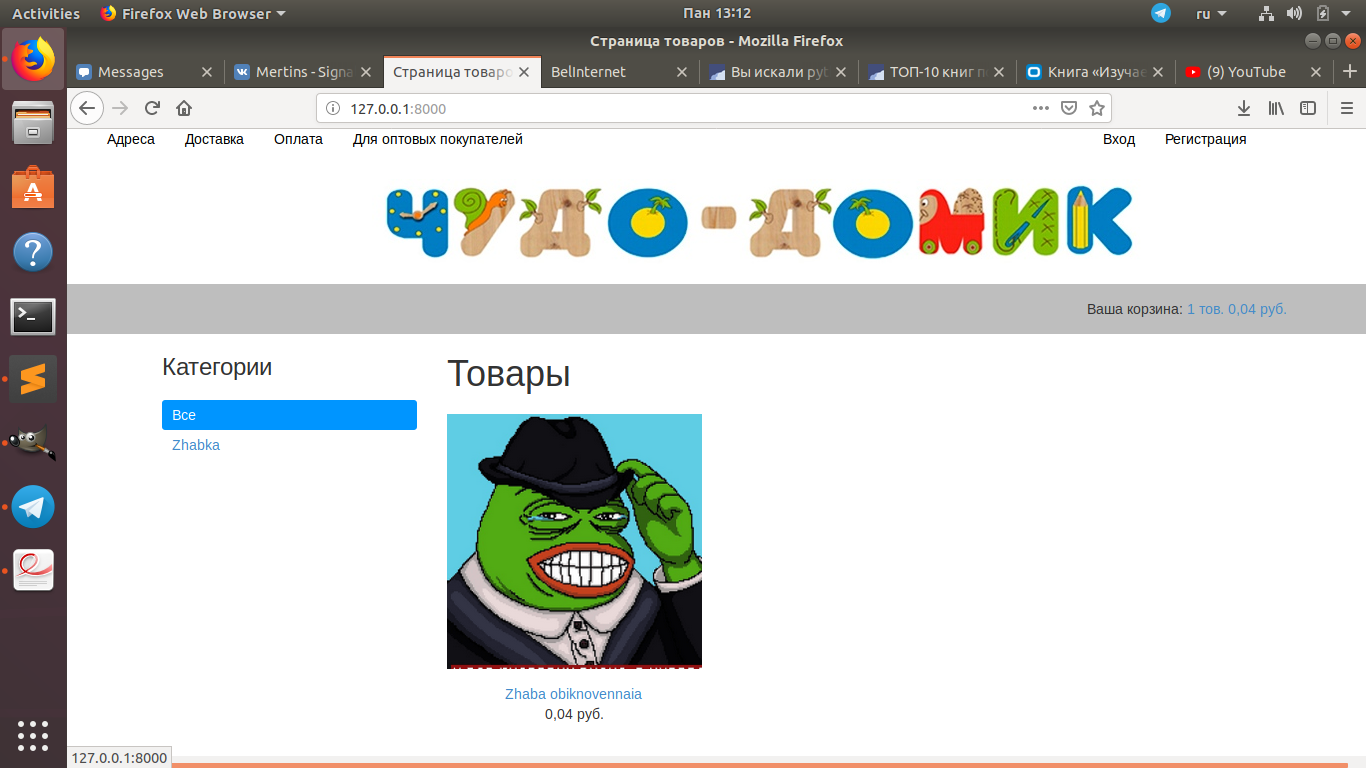 Activities Firefox Web Browser Пан 13:12 ru
Страница товаров - Mozilla Firefox
Messages Mertins - Signa Страница товаро BelInternet Вы искали pyt ТОП-10 книг п Книга «Изучае (9) YouTube
127.0.0.1:8000
Адреса Доставка Оплата Для оптовых покупателей Вход Регистрация
ЧУДО-ДОМИК
Ваша корзина: 1 тов. 0,04 руб.
Категории
Товары
Все
Zhabka
Zhaba obiknovennaia
0,04 руб.
127.0.0.1:8000